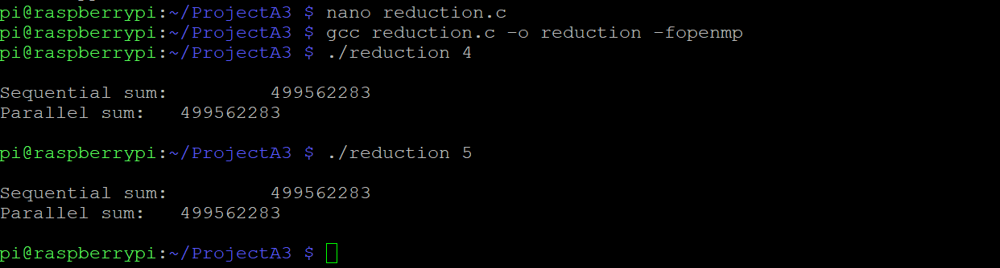 pi@raspberrypi:~/ProjectA3 $ nano reduction.c
pi@raspberrypi:~/ProjectA3 $ gcc reduction.c -o reduction -fopenmp
pi@raspberrypi:~/ProjectA3 $ ./reduction 4
Sequential sum: 499562283
Parallel sum: 499562283
pi@raspberrypi:~/ProjectA3 $ ./reduction 5
Sequential sum: 499562283
Parallel sum: 499562283
pi@raspberrypi:~/ProjectA3 $